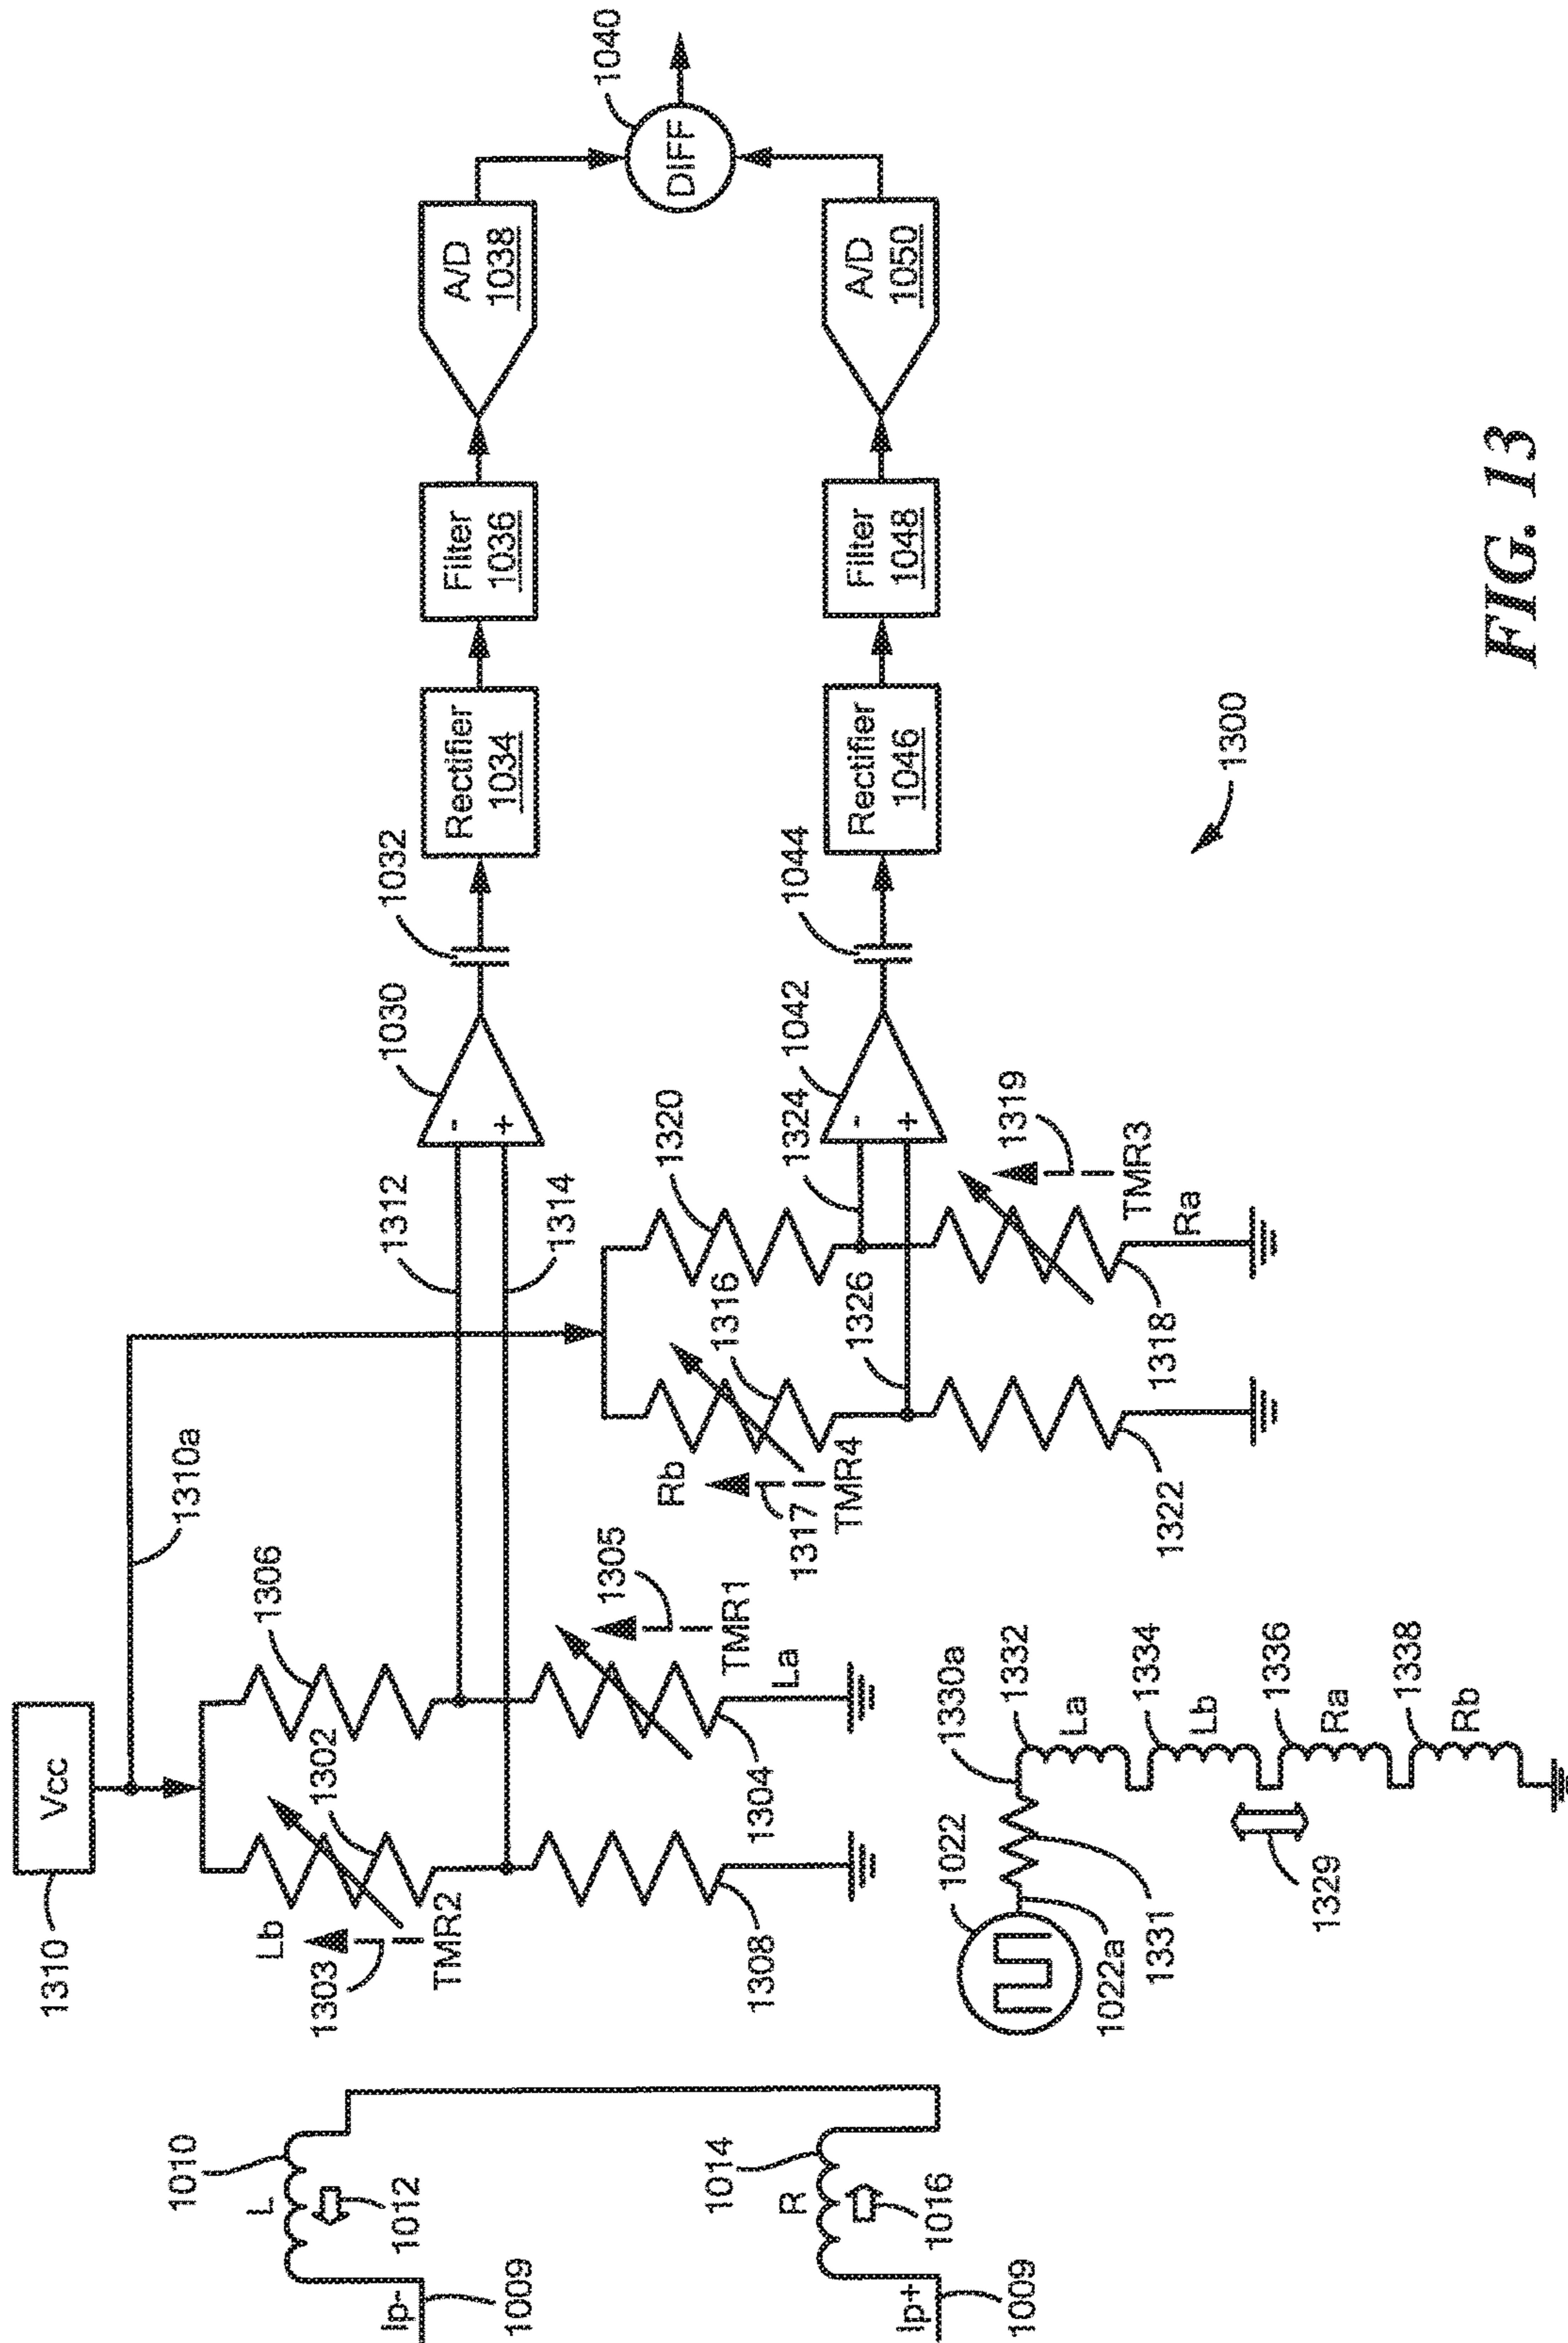 1310
Vcc
1310a
Lb
1303
TMR2
1302
1306
1308
1304
La
TMR1
1305
1312
1314
1030
-
+
1032
Rectifier
1034
Filter
1036
A/D
1038
1040
DIFF
Rb
1317
TMR4
1316
1320
1326
1324
1322
1318
Ra
TMR3
1319
1042
-
+
1044
Rectifier
1046
Filter
1048
A/D
1050
1010
L
1012
Ip-
1009
1014
R
1016
Ip+
1009
1022
1022a
1331
1330a
1332
La
1334
Lb
1336
Ra
1338
Rb
1329
1300
FIG. 13